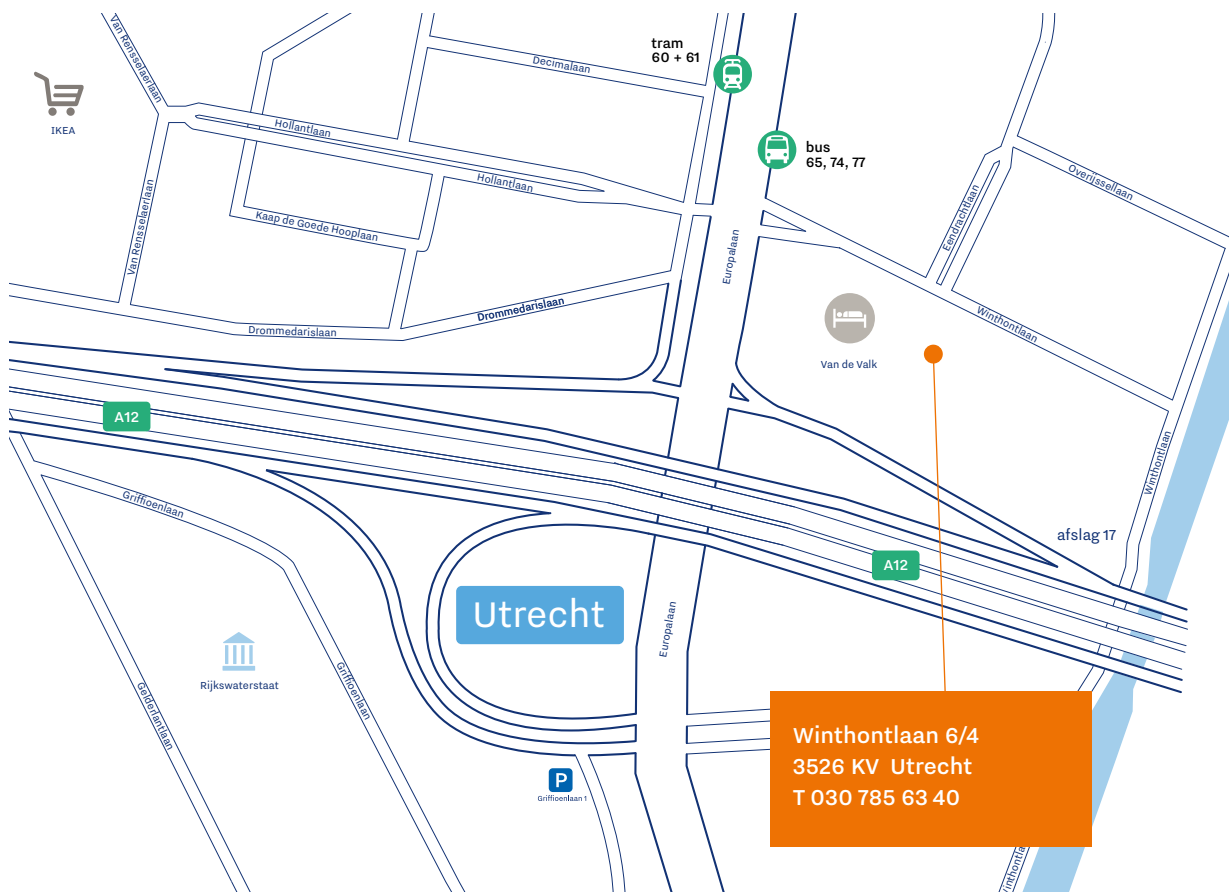 Van Rensselaerlaan
tram
60 + 61
Decimalaan
IKEA
Hollantlaan
bus
65, 74, 77
Overijssellaan
Hollantlaan
Eendrachtlaan
Van Rensselaerlaan
Kaap de Goede Hooplaan
Europalaan
Drommedarislaan
Drommedarislaan
Winthontlaan
Van de Valk
A12
Winthontlaan
Griffioenlaan
afslag 17
A12
Utrecht
Europalaan
Rijkswaterstaat
Griffioenlaan
Gelderlantlaan
Winthontlaan 6/4
3526 KV Utrecht
T 030 785 63 40
P
Griffioenlaan 1